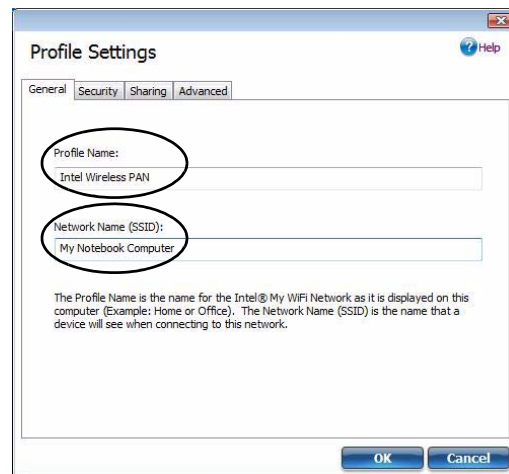 Profile Settings
Help
General Security Sharing Advanced
Profile Name:
Intel Wireless PAN
Network Name (SSID):
My Notebook Computer
The Profile Name is the name for the Intel® My WiFi Network as it is displayed on this
computer (Example: Home or Office). The Network Name (SSID) is the name that a
device will see when connecting to this network.
OK Cancel